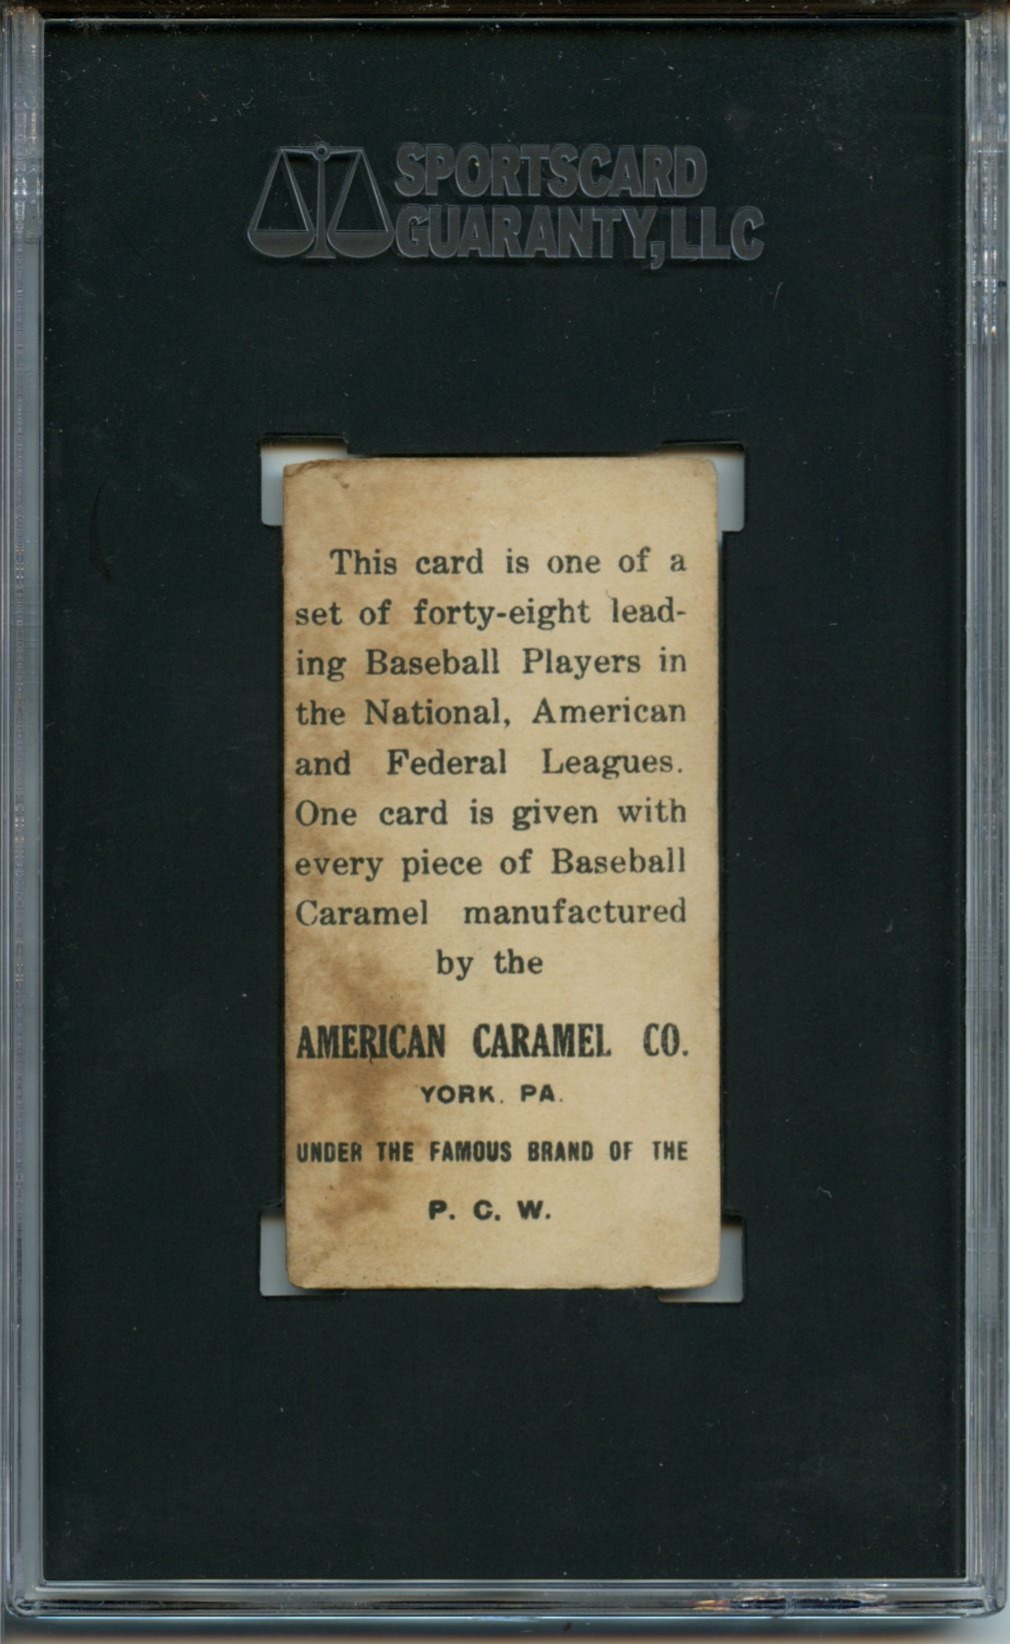 SPORTSCARD
GUARANTY, LLC
This card is one of a
set of forty-eight lead-
ing Baseball Players in
the National, American
and Federal Leagues.
One card is given with
every piece of Baseball
Caramel manufactured
by the
AMERICAN CARAMEL CO.
YORK, PA.
UNDER THE FAMOUS BRAND OF THE
P. C. W.